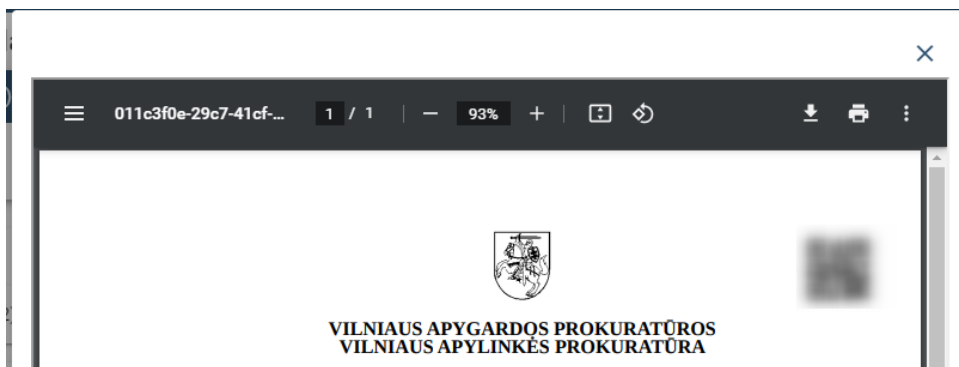 011c3f0e-29c7-41cf-... 1 / 1 93%
VILNIAUS APYGARDOS PROKURATŪROS
VILNIAUS APYLINKĖS PROKURATŪRA